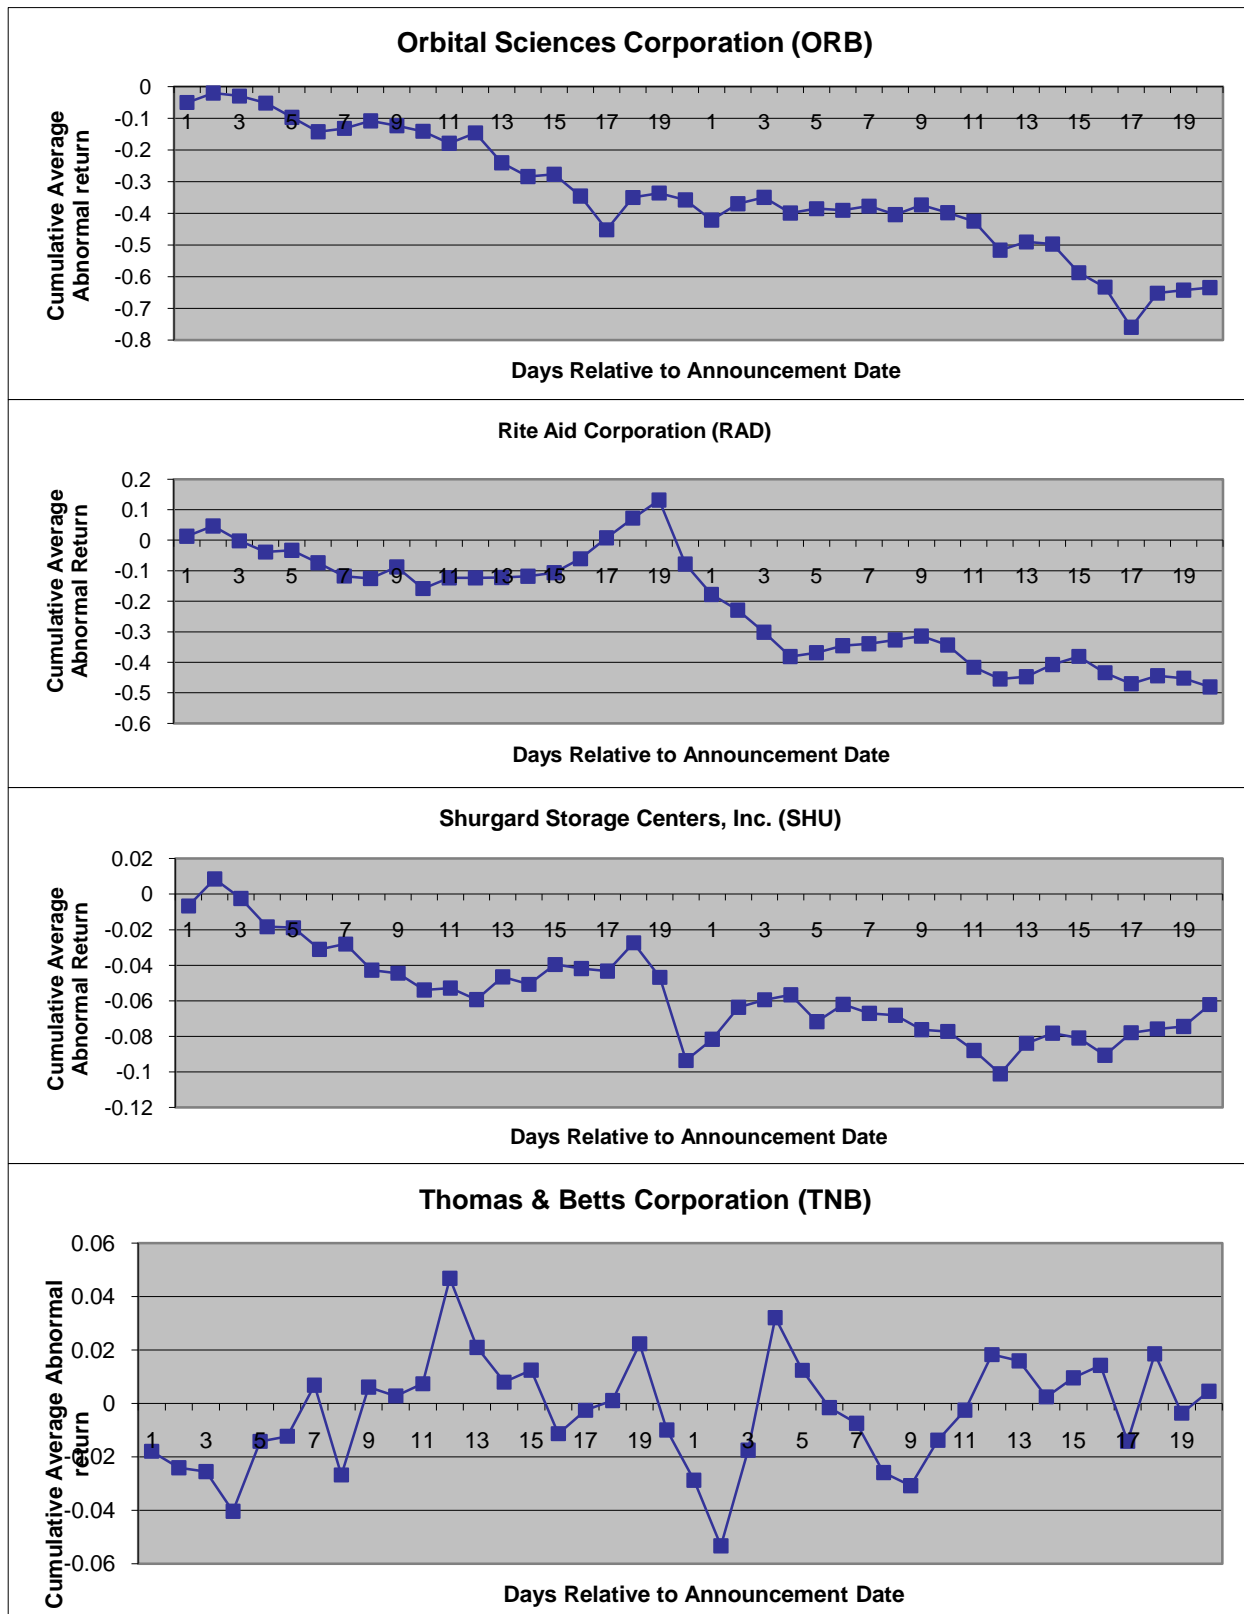 Orbital Sciences Corporation (ORB)
Cumulative Average
Abnormal return
0
-0.1
-0.2
-0.3
-0.4
-0.5
-0.6
-0.7
-0.8
1 3 5 7 9 11 13 15 17 19 1 3 5 7 9 11 13 15 17 19
Days Relative to Announcement Date
Rite Aid Corporation (RAD)
Cumulative Average
Abnormal Return
0.2
0.1
0
-0.1
-0.2
-0.3
-0.4
-0.5
-0.6
1 3 5 7 9 11 13 15 17 19 1 3 5 7 9 11 13 15 17 19
Days Relative to Announcement Date
Shurgard Storage Centers, Inc. (SHU)
Cumulative Average
Abnormal Return
0.02
0
-0.02
-0.04
-0.06
-0.08
-0.1
-0.12
1 3 5 7 9 11 13 15 17 19 1 3 5 7 9 11 13 15 17 19
Days Relative to Announcement Date
Thomas & Betts Corporation (TNB)
Cumulative Average Abnormal
return
0.06
0.04
0.02
0
-0.02
-0.04
-0.06
1 3 5 7 9 11 13 15 17 19 1 3 5 7 9 11 13 15 17 19
Days Relative to Announcement Date